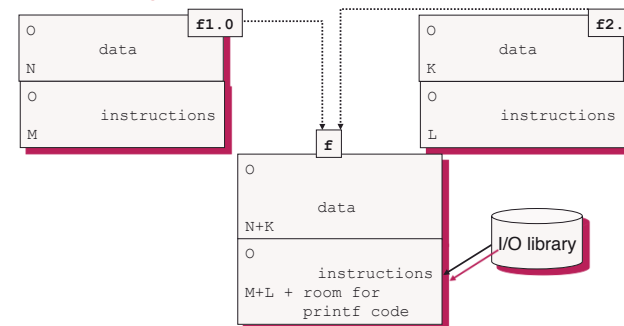 f1.0
O
data
N
O
instructions
M
f2.
O
data
K
O
instructions
L
f
O
data
N+K
O
instructions
M+L + room for
printf code
I/O library